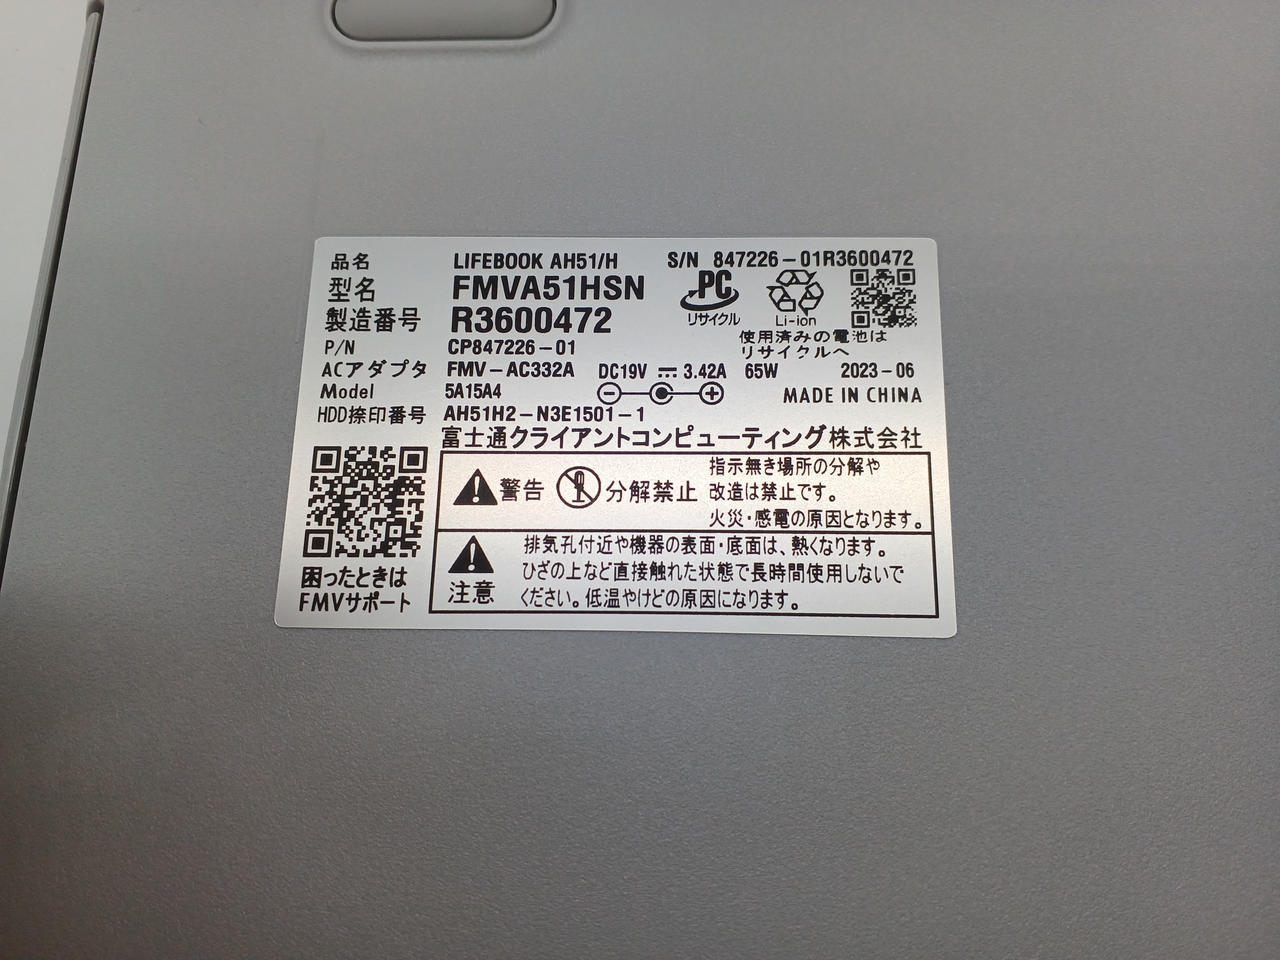 品名 LIFEBOOK AH51/H S/N 847226-01R3600472
型名 FMVA51HSN
製造番号 R3600472
PC
リサイクル
Li-ion
使用済みの電池は
リサイクルへ
P/N CP847226-01
ACアダプタ FMV-AC332A DC19V ⎓ 3.42A 65W 2023-06
Model 5A15A4 MADE IN CHINA
HDD捺印番号 AH51H2-N3E1501-1
富士通クライアントコンピューティング株式会社
警告 分解禁止
指示無き場所の分解や
改造は禁止です。
火災・感電の原因となります。
注意
排気孔付近や機器の表面・底面は、熱くなります。
ひざの上など直接触れた状態で長時間使用しないで
ください。低温やけどの原因になります。
困ったときは
FMVサポート